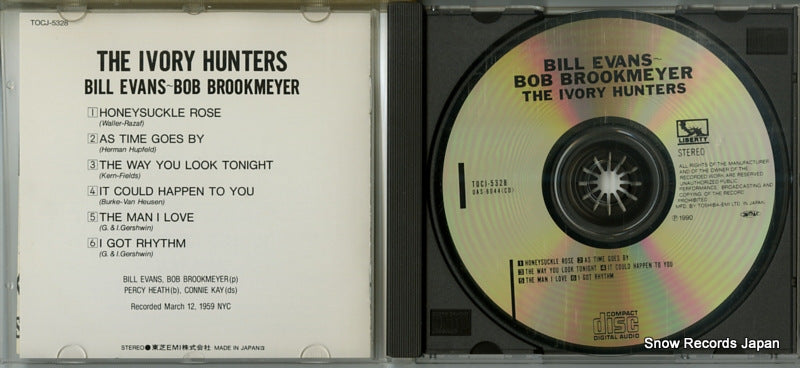 TOCJ-5328
THE IVORY HUNTERS
BILL EVANS~BOB BROOKMEYER
1 HONEYSUCKLE ROSE
(Waller-Razaf)
2 AS TIME GOES BY
(Herman Hupfeld)
3 THE WAY YOU LOOK TONIGHT
(Kern-Fields)
4 IT COULD HAPPEN TO YOU
(Burke-Van Heusen)
5 THE MAN I LOVE
(G. & I.Gershwin)
6 I GOT RHYTHM
(G. & I.Gershwin)
BILL EVANS, BOB BROOKMEYER(p)
PERCY HEATH(b), CONNIE KAY(ds)
Recorded March 12, 1959 NYC
STEREO●東芝EMI株式会社 MADE IN JAPAN
BILL EVANS~
BOB BROOKMEYER
THE IVORY HUNTERS
LIBERTY
STEREO
ALL RIGHTS OF THE MANUFACTURER
AND OF THE OWNER OF THE
RECORDED WORK ARE RESERVED
UNAUTHORIZED PUBLIC
PERFORMANCE, BROADCASTING AND
COPYING OF THE RECORD
PROHIBITED
MFD. BY TOSHIBA-EMI LTD. IN JAPAN.
Ⓟ1990
TOCJ-5328
UAS-6044(CD)
1 HONEYSUCKLE ROSE 2 AS TIME GOES BY
3 THE WAY YOU LOOK TONIGHT 4 IT COULD HAPPEN TO YOU
5 THE MAN I LOVE 6 I GOT RHYTHM
COMPACT
disc
DIGITAL AUDIO
Snow Records Japan